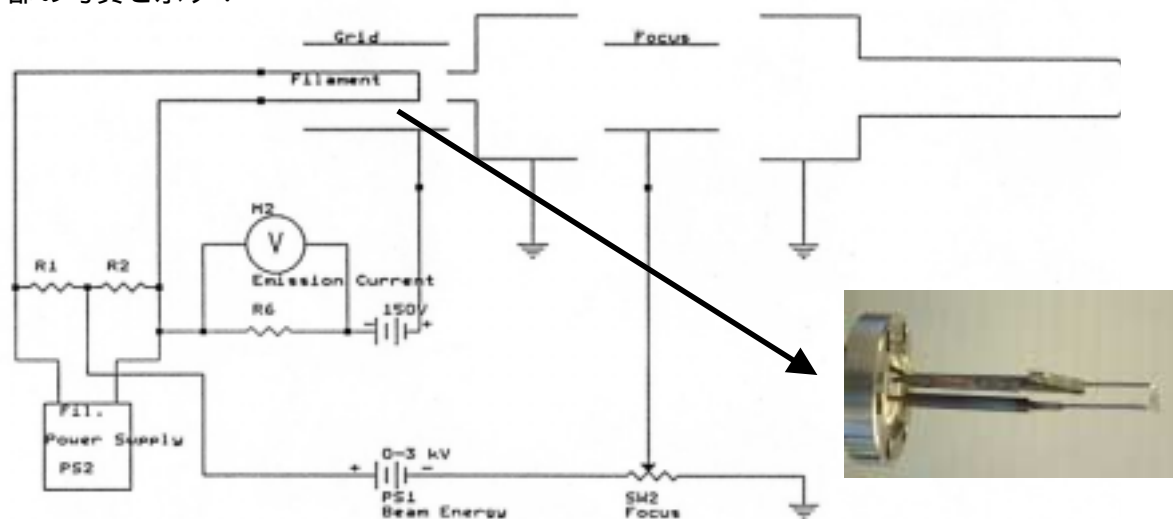 部の写真を示す．
Grid
Focus
Filament
M2
V
R1
R2
Emission Current
R6
150V
- +
Fil.
Power Supply
PS2
0-3 kV
+ -
PS1
Beam Energy
SW2
Focus